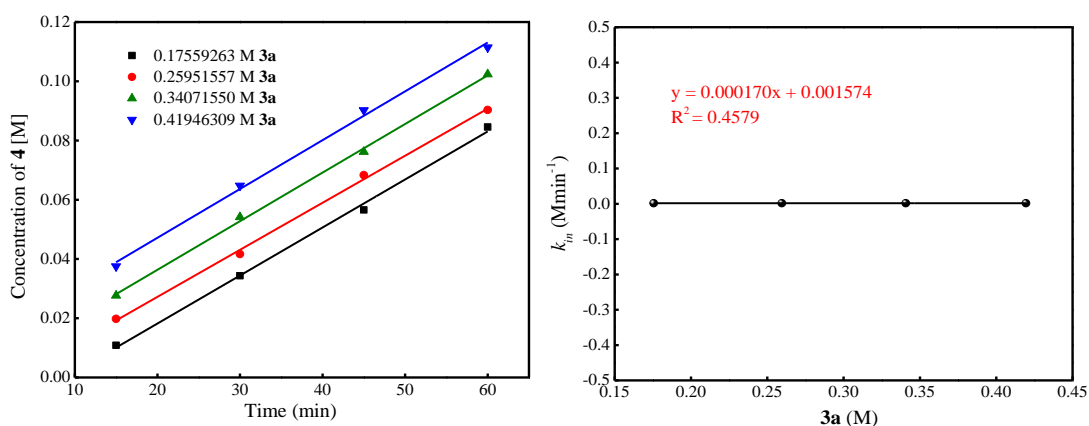 0.12
0.10
0.08
0.06
0.04
0.02
0.00
Concentration of 4 [M]
0.17559263 M 3a
0.25951557 M 3a
0.34071550 M 3a
0.41946309 M 3a
10 20 30 40 50 60
Time (min)
0.5
0.4
0.3
0.2
0.1
0.0
-0.1
-0.2
-0.3
-0.4
-0.5
k_in (Mmin⁻¹)
y = 0.000170x + 0.001574
R² = 0.4579
0.15 0.20 0.25 0.30 0.35 0.40 0.45
3a (M)